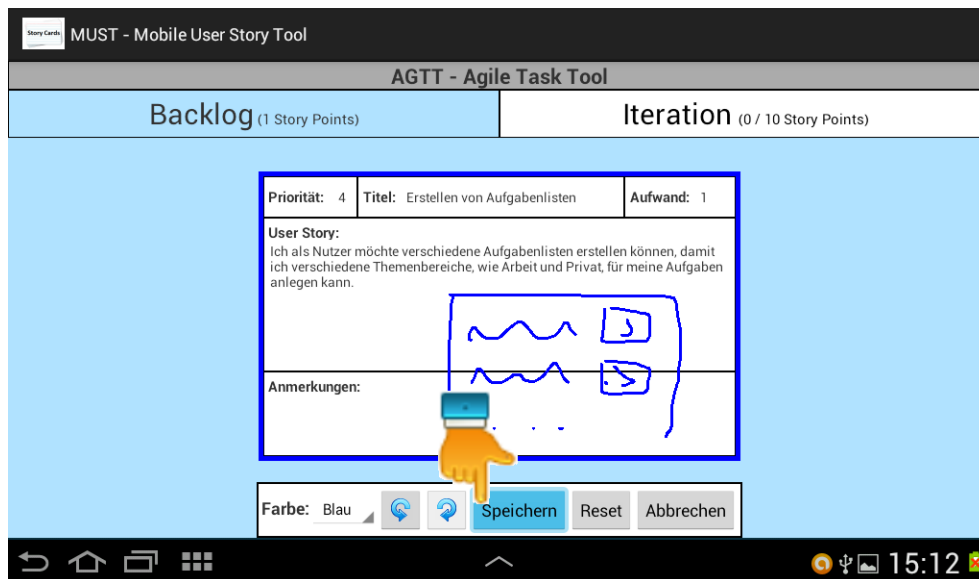 Story Cards MUST - Mobile User Story Tool
AGTT - Agile Task Tool
Backlog (1 Story Points) Iteration (0 / 10 Story Points)
Priorität: 4 Titel: Erstellen von Aufgabenlisten Aufwand: 1
User Story:
Ich als Nutzer möchte verschiedene Aufgabenlisten erstellen können, damit
ich verschiedene Themenbereiche, wie Arbeit und Privat, für meine Aufgaben
anlegen kann.
Anmerkungen:
Farbe: Blau Speichern Reset Abbrechen
15:12